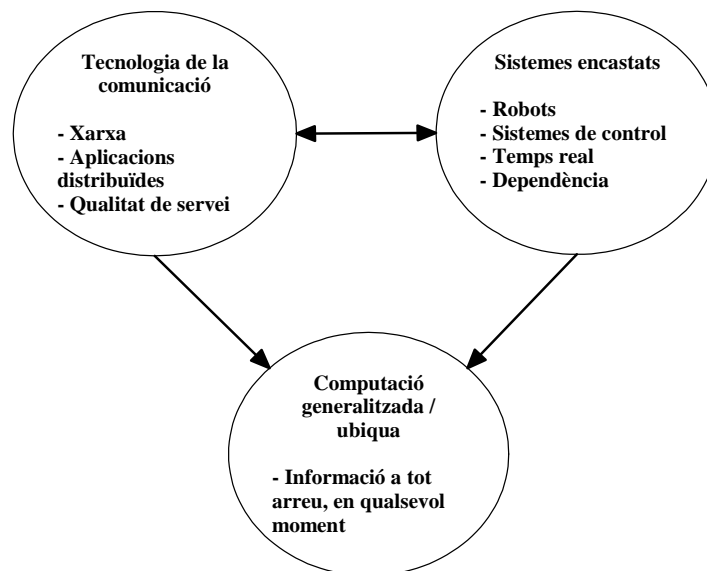 Tecnologia de la
comunicació
- Xarxa
- Aplicacions
distribuïdes
- Qualitat de servei
Sistemes encastats
- Robots
- Sistemes de control
- Temps real
- Dependència
Computació
generalitzada /
ubiqua
- Informació a tot
arreu, en qualsevol
moment